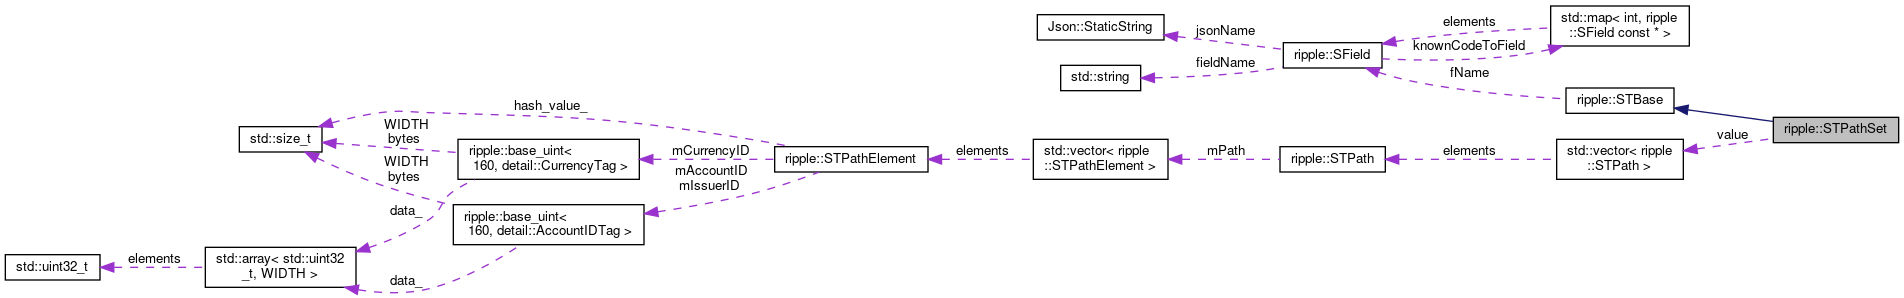 Json::StaticString
jsonName
std::string
fieldName
ripple::SField
elements
knownCodeToField
std::map< int, ripple
::SField const * >
fName
ripple::STBase
ripple::STPathSet
value_
std::vector< ripple
::STPath >
elements
ripple::STPath
mPath
std::vector< ripple
::STPathElement >
elements
ripple::STPathElement
hash_value_
std::size_t
WIDTH
bytes
WIDTH
bytes
ripple::base_uint<
160, detail::CurrencyTag >
mCurrencyID
mAccountID
mIssuerID
ripple::base_uint<
160, detail::AccountIDTag >
data_
data_
std::array< std::uint32
_t, WIDTH >
elements
std::uint32_t